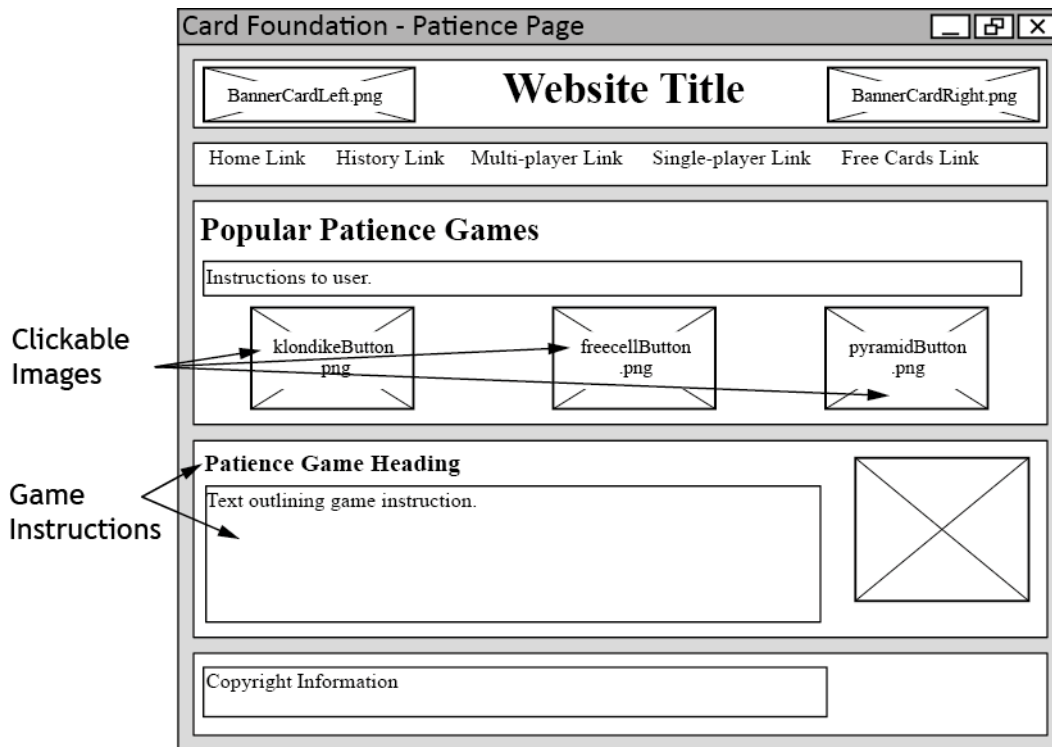 Card Foundation - Patience Page
BannerCardLeft.png
Website Title
BannerCardRight.png
Home Link History Link Multi-player Link Single-player Link Free Cards Link
Popular Patience Games
Instructions to user.
Clickable
Images
klondikeButton
.png
freecellButton
.png
pyramidButton
.png
Game
Instructions
Patience Game Heading
Text outlining game instruction.
Copyright Information